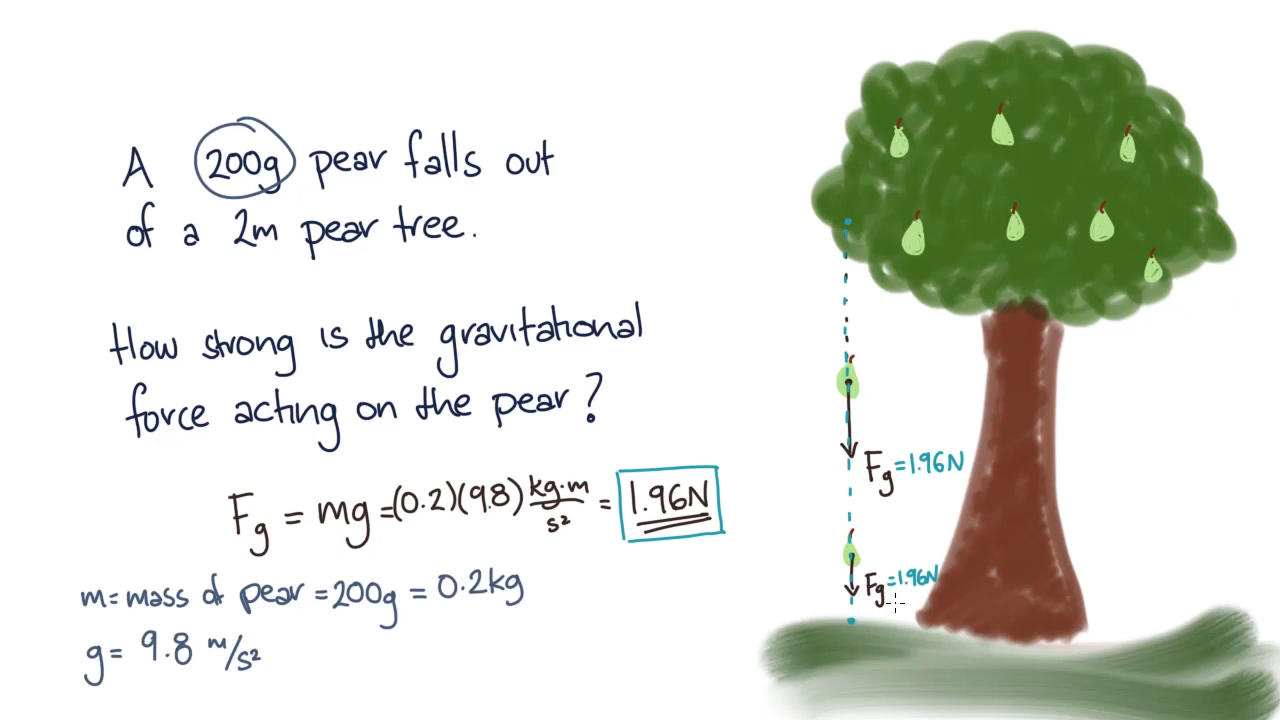 A 200g pear falls out
of a 2m pear tree.
How strong is the gravitational
force acting on the pear?
Fg = mg = (0.2)(9.8) kg·m/s² = 1.96N
m = mass of pear = 200g = 0.2kg
g = 9.8 m/s²
Fg = 1.96N
Fg = 1.96N